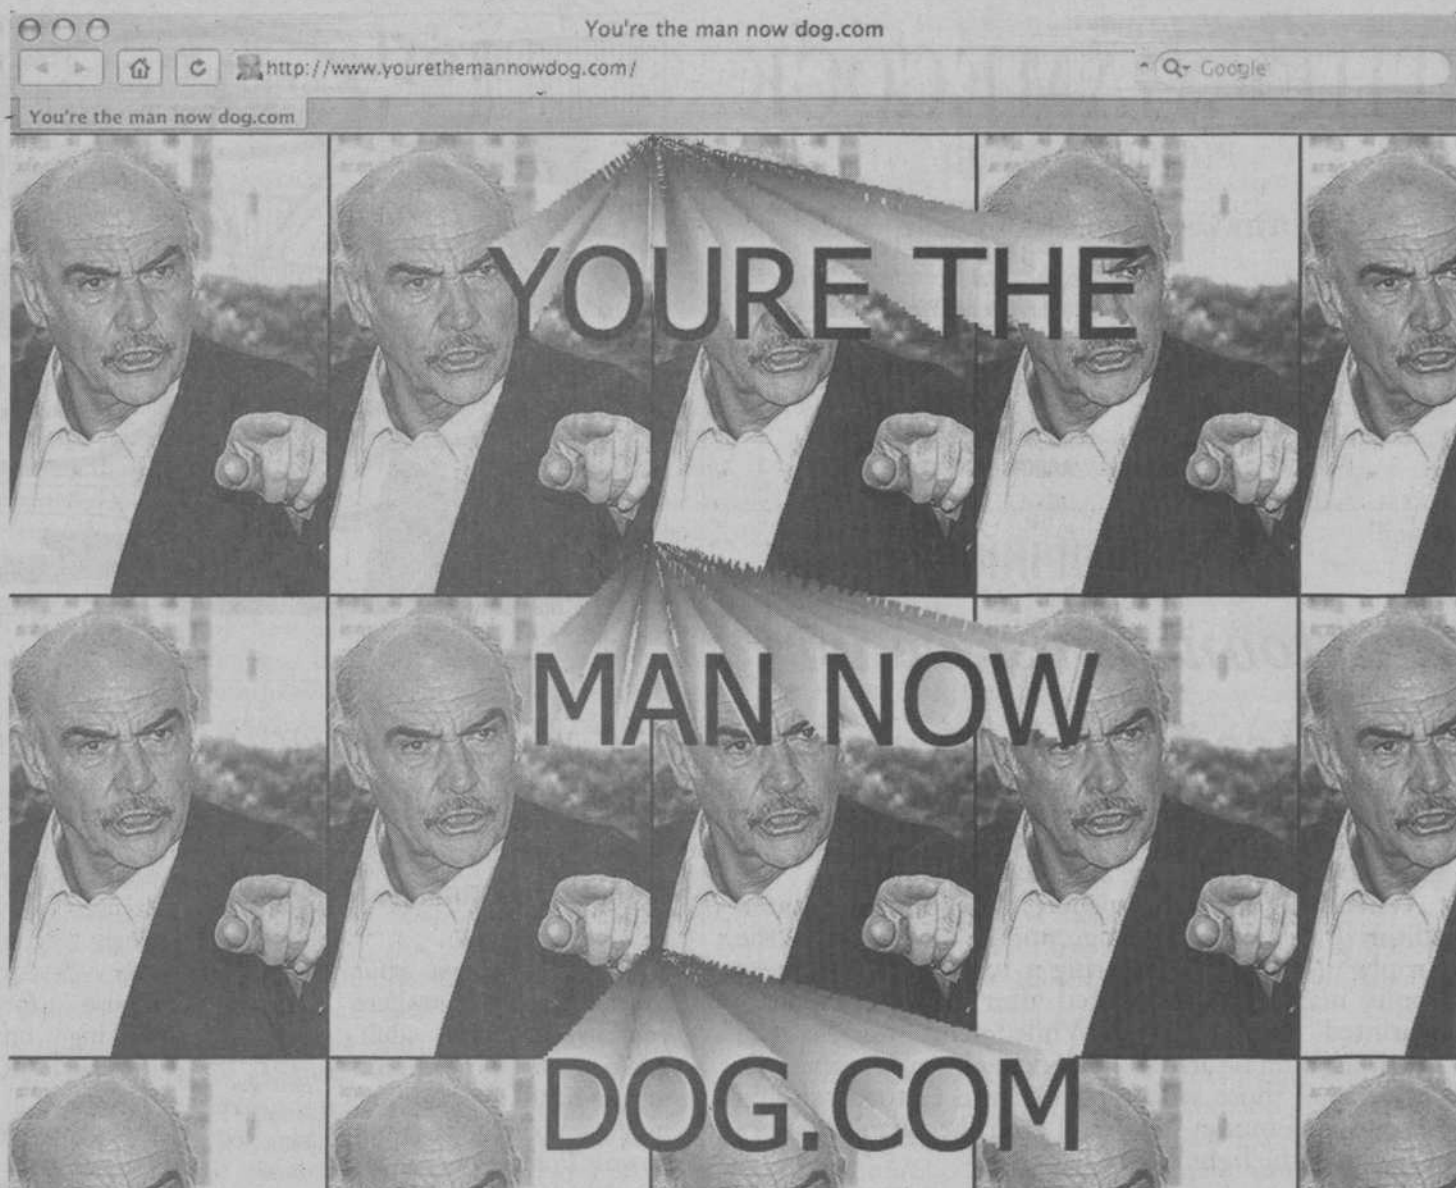 You're the man now dog.com
http://www.yourethemannowdog.com/
Google
You're the man now dog.com
YOURE THE
MAN NOW
DOG.COM